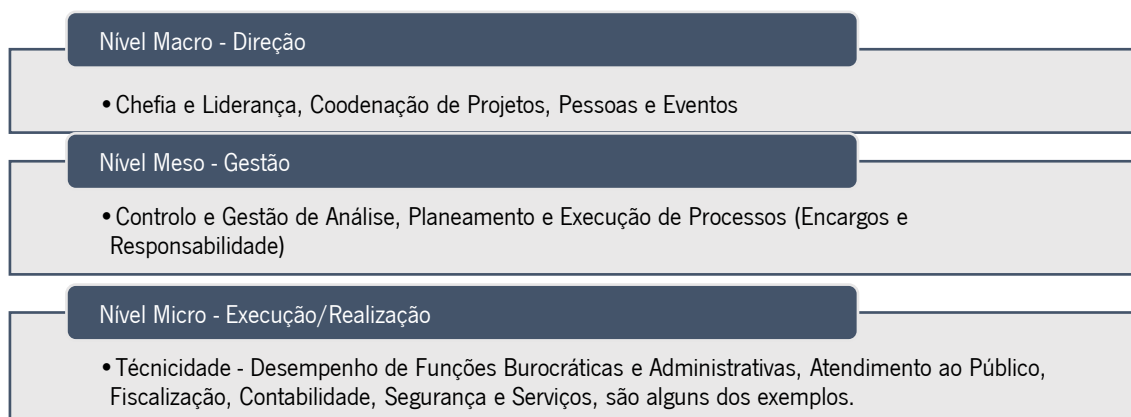 Nível Macro - Direção
• Chefia e Liderança, Coodenação de Projetos, Pessoas e Eventos
Nível Meso - Gestão
• Controlo e Gestão de Análise, Planeamento e Execução de Processos (Encargos e
Responsabilidade)
Nível Micro - Execução/Realização
• Técnicidade - Desempenho de Funções Burocráticas e Administrativas, Atendimento ao Público,
Fiscalização, Contabilidade, Segurança e Serviços, são alguns dos exemplos.